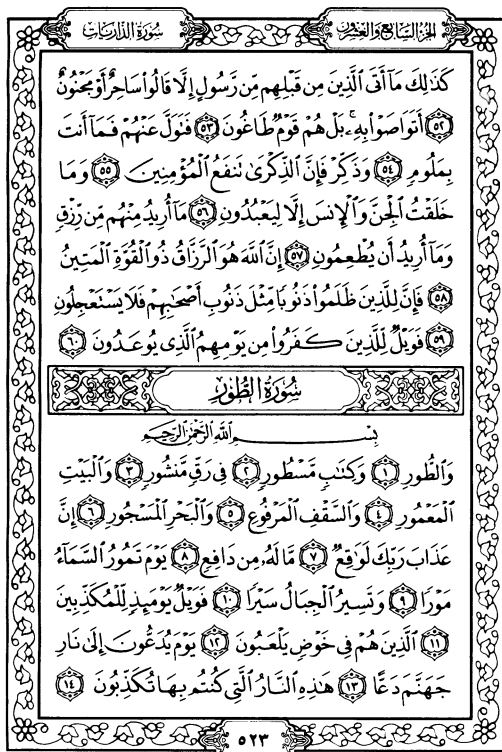 الجزء السابع والعشرون
سورة الذاريات
كَذَٰلِكَ مَآ أَتَى ٱلَّذِينَ مِن قَبْلِهِم مِّن رَّسُولٍ إِلَّا قَالُوا۟ سَاحِرٌ أَوْ مَجْنُونٌ
٥٢ أَتَوَاصَوْا۟ بِهِۦ ۚ بَلْ هُمْ قَوْمٌ طَاغُونَ ٥٣ فَتَوَلَّ عَنْهُمْ فَمَآ أَنتَ
بِمَلُومٍ ٥٤ وَذَكِّرْ فَإِنَّ ٱلذِّكْرَىٰ تَنفَعُ ٱلْمُؤْمِنِينَ ٥٥ وَمَا
خَلَقْتُ ٱلْجِنَّ وَٱلْإِنسَ إِلَّا لِيَعْبُدُونِ ٥٦ مَآ أُرِيدُ مِنْهُم مِّن رِّزْقٍ
وَمَآ أُرِيدُ أَن يُطْعِمُونِ ٥٧ إِنَّ ٱللَّهَ هُوَ ٱلرَّزَّاقُ ذُو ٱلْقُوَّةِ ٱلْمَتِينُ
٥٨ فَإِنَّ لِلَّذِينَ ظَلَمُوا۟ ذَنُوبًا مِّثْلَ ذَنُوبِ أَصْحَٰبِهِمْ فَلَا يَسْتَعْجِلُونِ
٥٩ فَوَيْلٌ لِّلَّذِينَ كَفَرُوا۟ مِن يَوْمِهِمُ ٱلَّذِى يُوعَدُونَ ٦٠
سُورَةُ الطُّورِ
بِسْمِ ٱللَّهِ ٱلرَّحْمَٰنِ ٱلرَّحِيمِ
وَٱلطُّورِ ١ وَكِتَٰبٍ مَّسْطُورٍ ٢ فِى رَقٍّ مَّنشُورٍ ٣ وَٱلْبَيْتِ
ٱلْمَعْمُورِ ٤ وَٱلسَّقْفِ ٱلْمَرْفُوعِ ٥ وَٱلْبَحْرِ ٱلْمَسْجُورِ ٦ إِنَّ
عَذَابَ رَبِّكَ لَوَٰقِعٌ ٧ مَّا لَهُۥ مِن دَافِعٍ ٨ يَوْمَ تَمُورُ ٱلسَّمَآءُ
مَوْرًا ٩ وَتَسِيرُ ٱلْجِبَالُ سَيْرًا ١٠ فَوَيْلٌ يَوْمَئِذٍ لِّلْمُكَذِّبِينَ
١١ ٱلَّذِينَ هُمْ فِى خَوْضٍ يَلْعَبُونَ ١٢ يَوْمَ يُدَعُّونَ إِلَىٰ نَارِ
جَهَنَّمَ دَعًّا ١٣ هَٰذِهِ ٱلنَّارُ ٱلَّتِى كُنتُم بِهَا تُكَذِّبُونَ ١٤
٥٢٣